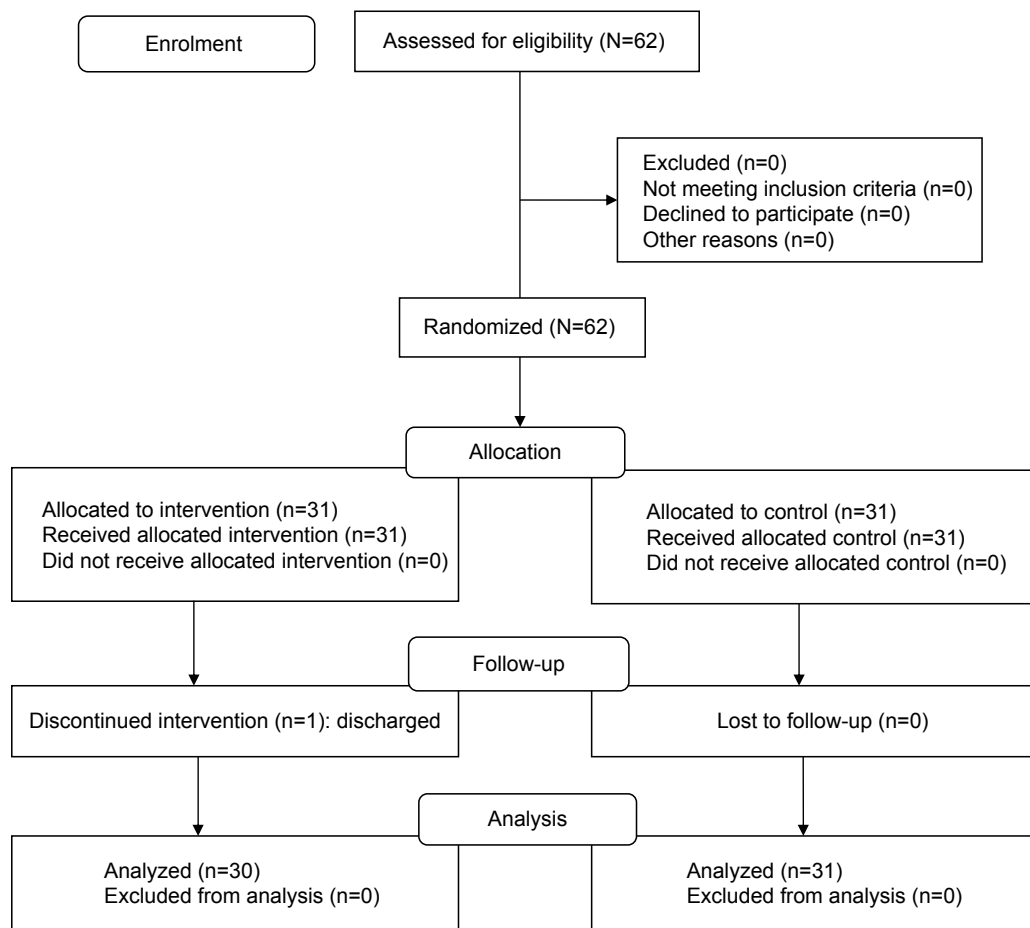 Enrolment
Assessed for eligibility (N=62)
Excluded (n=0)
Not meeting inclusion criteria (n=0)
Declined to participate (n=0)
Other reasons (n=0)
Randomized (N=62)
Allocation
Allocated to intervention (n=31)
Received allocated intervention (n=31)
Did not receive allocated intervention (n=0)
Allocated to control (n=31)
Received allocated control (n=31)
Did not receive allocated control (n=0)
Follow-up
Discontinued intervention (n=1): discharged
Lost to follow-up (n=0)
Analysis
Analyzed (n=30)
Excluded from analysis (n=0)
Analyzed (n=31)
Excluded from analysis (n=0)